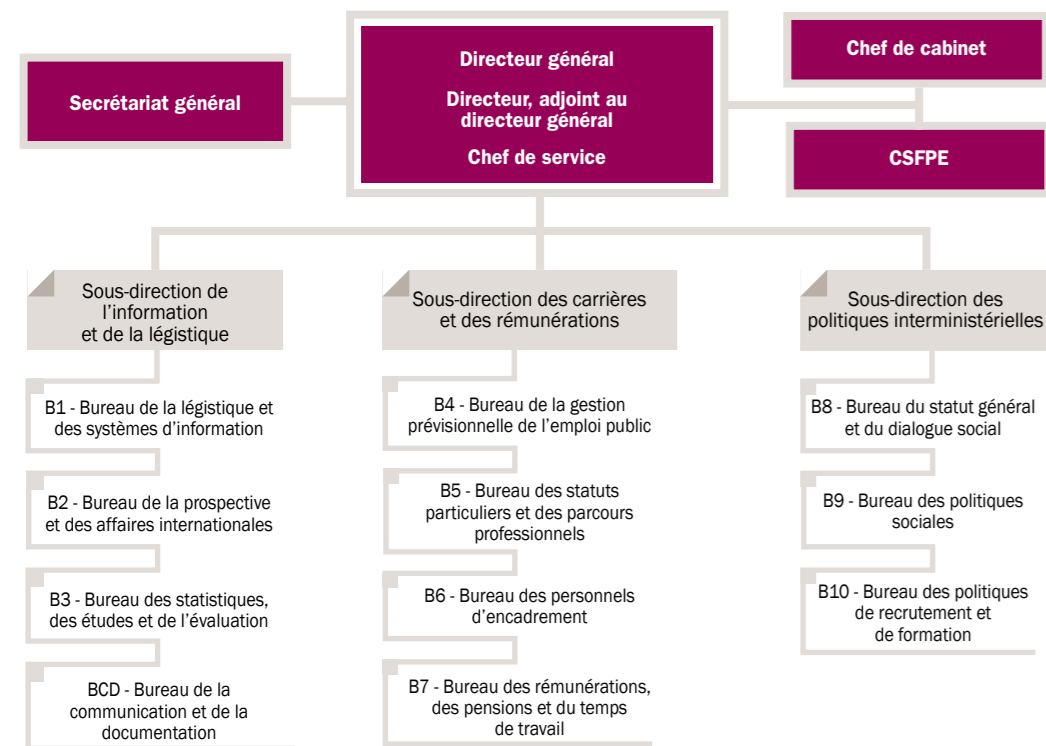 Secrétariat général
Directeur général
Directeur, adjoint au
directeur général
Chef de service
Chef de cabinet
CSFPE
Sous-direction de
l'information
et de la légistique
B1 - Bureau de la légistique et
des systèmes d'information
B2 - Bureau de la prospective
et des affaires internationales
B3 - Bureau des statistiques,
des études et de l'évaluation
BCD - Bureau de la
communication et de la
documentation
Sous-direction des carrières
et des rémunérations
B4 - Bureau de la gestion
prévisionnelle de l'emploi public
B5 - Bureau des statuts
particuliers et des parcours
professionnels
B6 - Bureau des personnels
d'encadrement
B7 - Bureau des rémunérations,
des pensions et du temps
de travail
Sous-direction des
politiques interministérielles
B8 - Bureau du statut général
et du dialogue social
B9 - Bureau des politiques
sociales
B10 - Bureau des politiques
de recrutement et
de formation